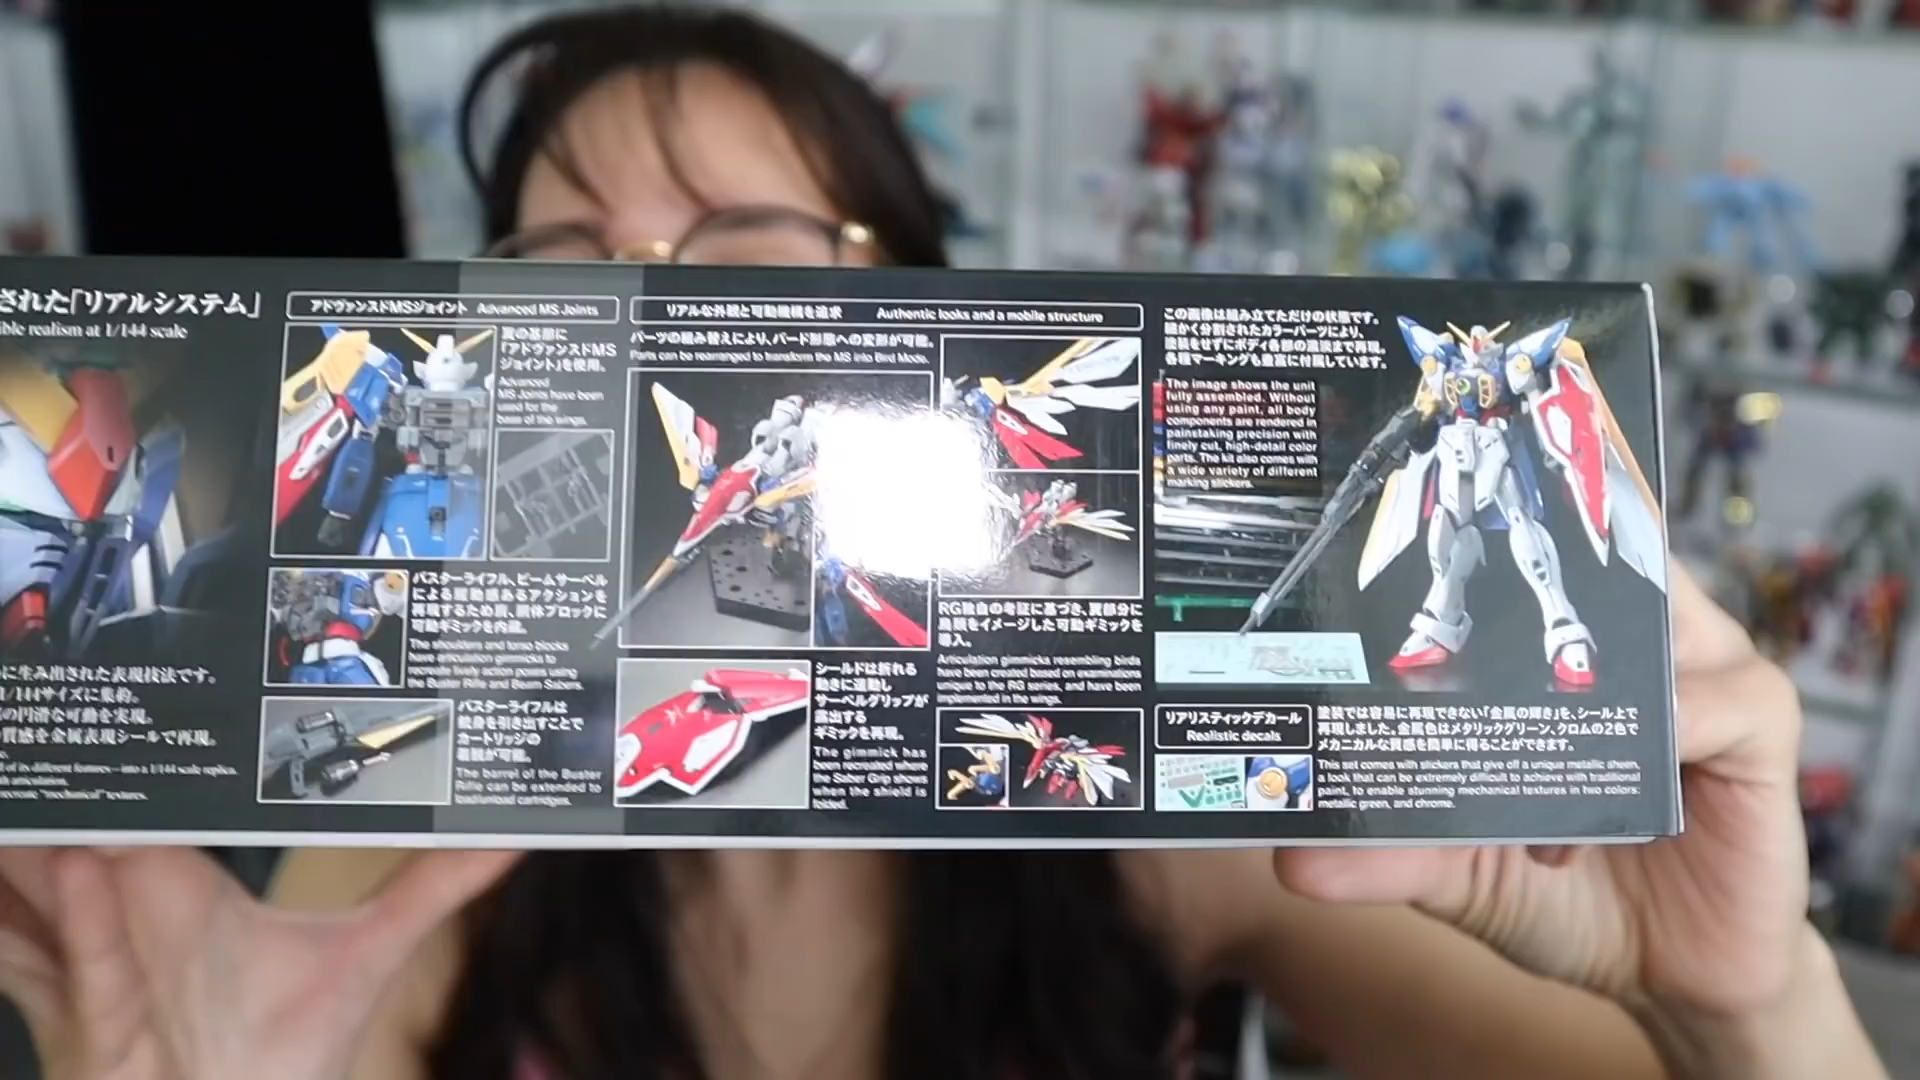 された「リアルシステム」
ible realism at 1/144 scale
に生み出された表現技法です。
1/144サイズに集約。
の円滑な可動を実現。
質感を金属表現シールで再現。
of its different features—into a 1/144 scale replica.
articulation.
recreate "mechanical" textures.
アドヴァンスドMSジョイント Advanced MS Joints
翼の基部に
「アドヴァンスドMS
ジョイント」を使用。
Advanced
MS Joints have been
used for the
base of the wings.
バスターライフル、ビームサーベル
による躍動感あるアクションを
再現するため肩、胴体ブロックに
可動ギミックを内蔵。
The shoulders and torso blocks
have articulation gimmicks to
recreate lively action poses using
the Buster Rifle and Beam Sabers.
バスターライフルは
銃身を引き出すことで
カートリッジの
着脱が可能。
The barrel of the Buster
Rifle can be extended to
load/unload cartridges.
リアルな外観と可動機構を追求 Authentic looks and a mobile structure
パーツの組み替えにより、バード形態への変形が可能。
Parts can be rearranged to transform the MS into Bird Mode.
シールドは折れる
動きに連動し
サーベルグリップが
露出する
ギミックを再現。
The gimmick has
been recreated where
the Saber Grip shows
when the shield is
folded.
RG独自の考証に基づき、翼部分に
鳥類をイメージした可動ギミックを
導入。
Articulation gimmicks resembling birds
have been created based on examinations
unique to the RG series, and have been
implemented in the wings.
この画像は組み立てただけの状態です。
細かく分割されたカラーパーツにより、
塗装をせずにボディ各部の濃淡まで再現。
各種マーキングも豊富に付属しています。
The image shows the unit
fully assembled. Without
using any paint, all body
components are rendered in
painstaking precision with
finely cut, high-detail color
parts. The kit also comes with
a wide variety of different
marking stickers.
リアリスティックデカール
Realistic decals
塗装では容易に再現できない「金属の輝き」を、シール上で
再現しました。金属色はメタリックグリーン、クロムの2色で
メカニカルな質感を簡単に得ることができます。
This set comes with stickers that give off a unique metallic sheen,
a look that can be extremely difficult to achieve with traditional
paint, to enable stunning mechanical textures in two colors:
metallic green, and chrome.